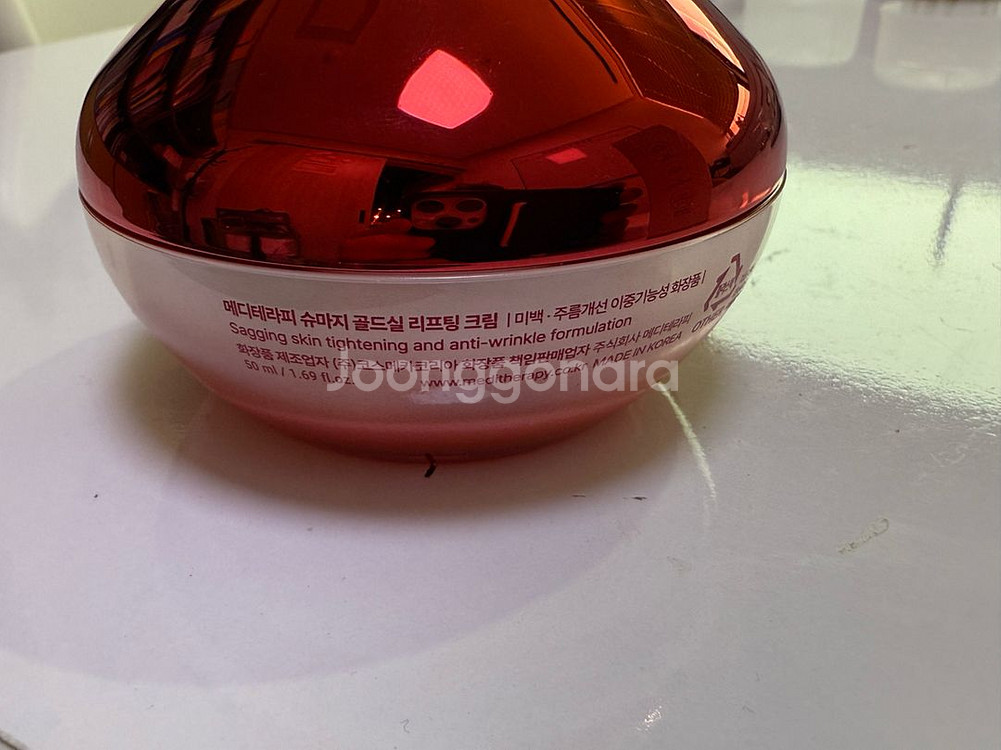 메디테라피 슈마지 골드실 리프팅 크림 | 미백·주름개선 이중기능성 화장품 |
Sagging skin tightening and anti-wrinkle formulation
화장품 제조업자 (주)코스메카코리아 화장품 책임판매업자 주식회사 메디테라피
50 ml / 1.69 fl.oz. www.meditherapy.co.kr MADE IN KOREA
OTHER
Joonggonara